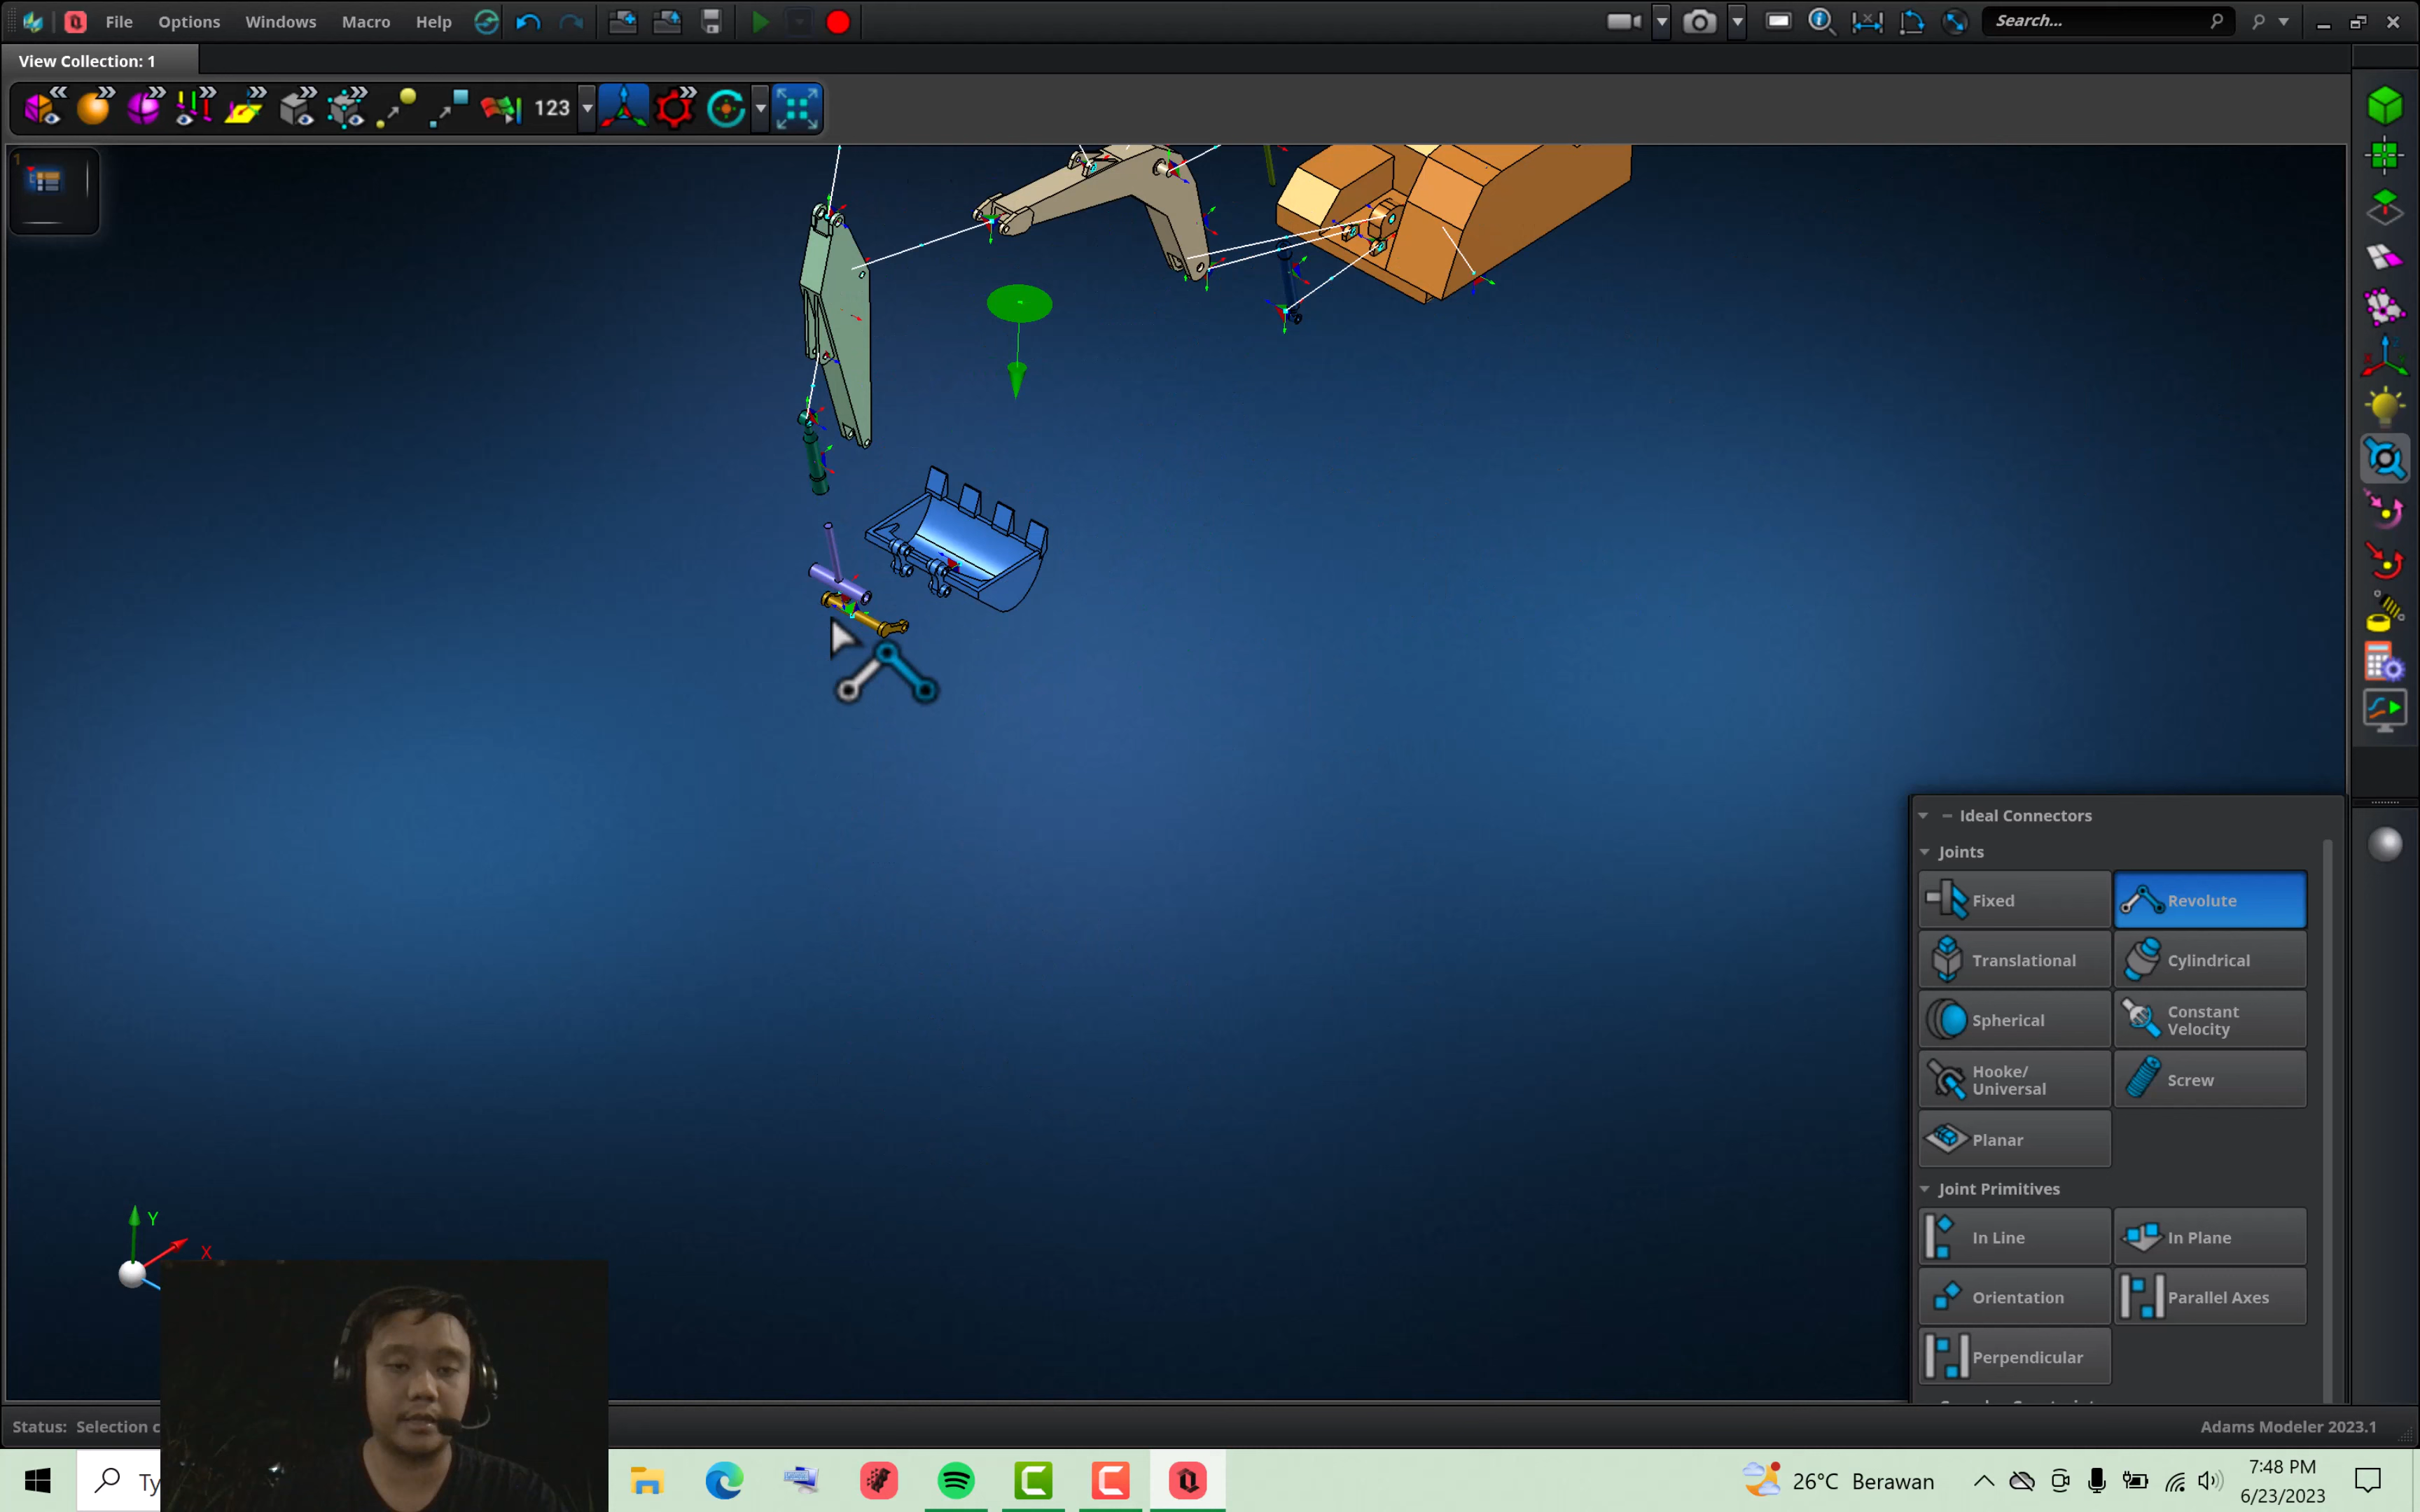 File Options Windows Macro Help Search...
View Collection: 1
123
1
Ideal Connectors
Joints
Fixed Revolute
Translational Cylindrical
Spherical Constant
Velocity
Hooke/
Universal Screw
Planar
Joint Primitives
In Line In Plane
Orientation Parallel Axes
Perpendicular
Y
X
Status: Selection c
Adams Modeler 2023.1
Ty
26°C Berawan
7:48 PM
6/23/2023